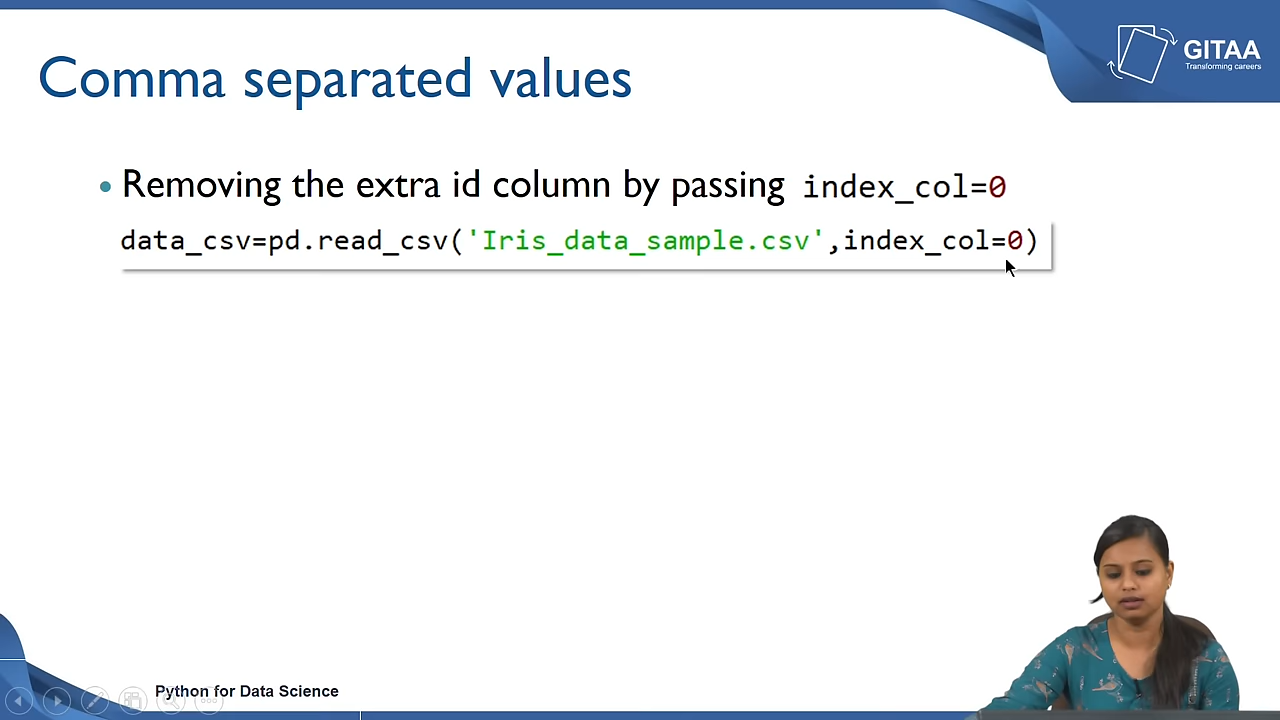 GITAA
Transforming careers
Comma separated values
• Removing the extra id column by passing index_col=0
data_csv=pd.read_csv('Iris_data_sample.csv',index_col=0)
Python for Data Science